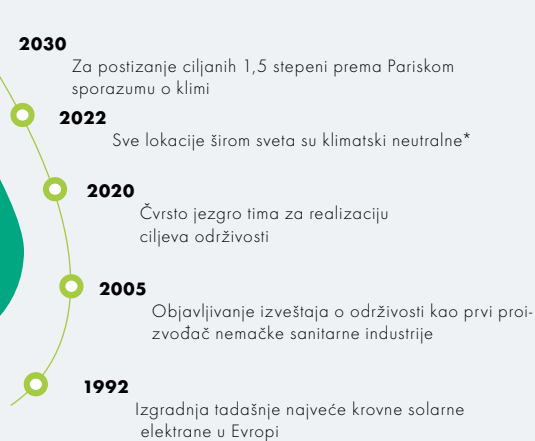 2030
Za postizanje ciljanih 1,5 stepeni prema Pariskom
sporazumu o klimi
2022
Sve lokacije širom sveta su klimatski neutralne*
2020
Čvrsto jezgro tima za realizaciju
ciljeva održivosti
2005
Objavljivanje izveštaja o održivosti kao prvi proi-
zvođač nemačke sanitarne industrije
1992
Izgradnja tadašnje najveće krovne solarne
elektrane u Evropi